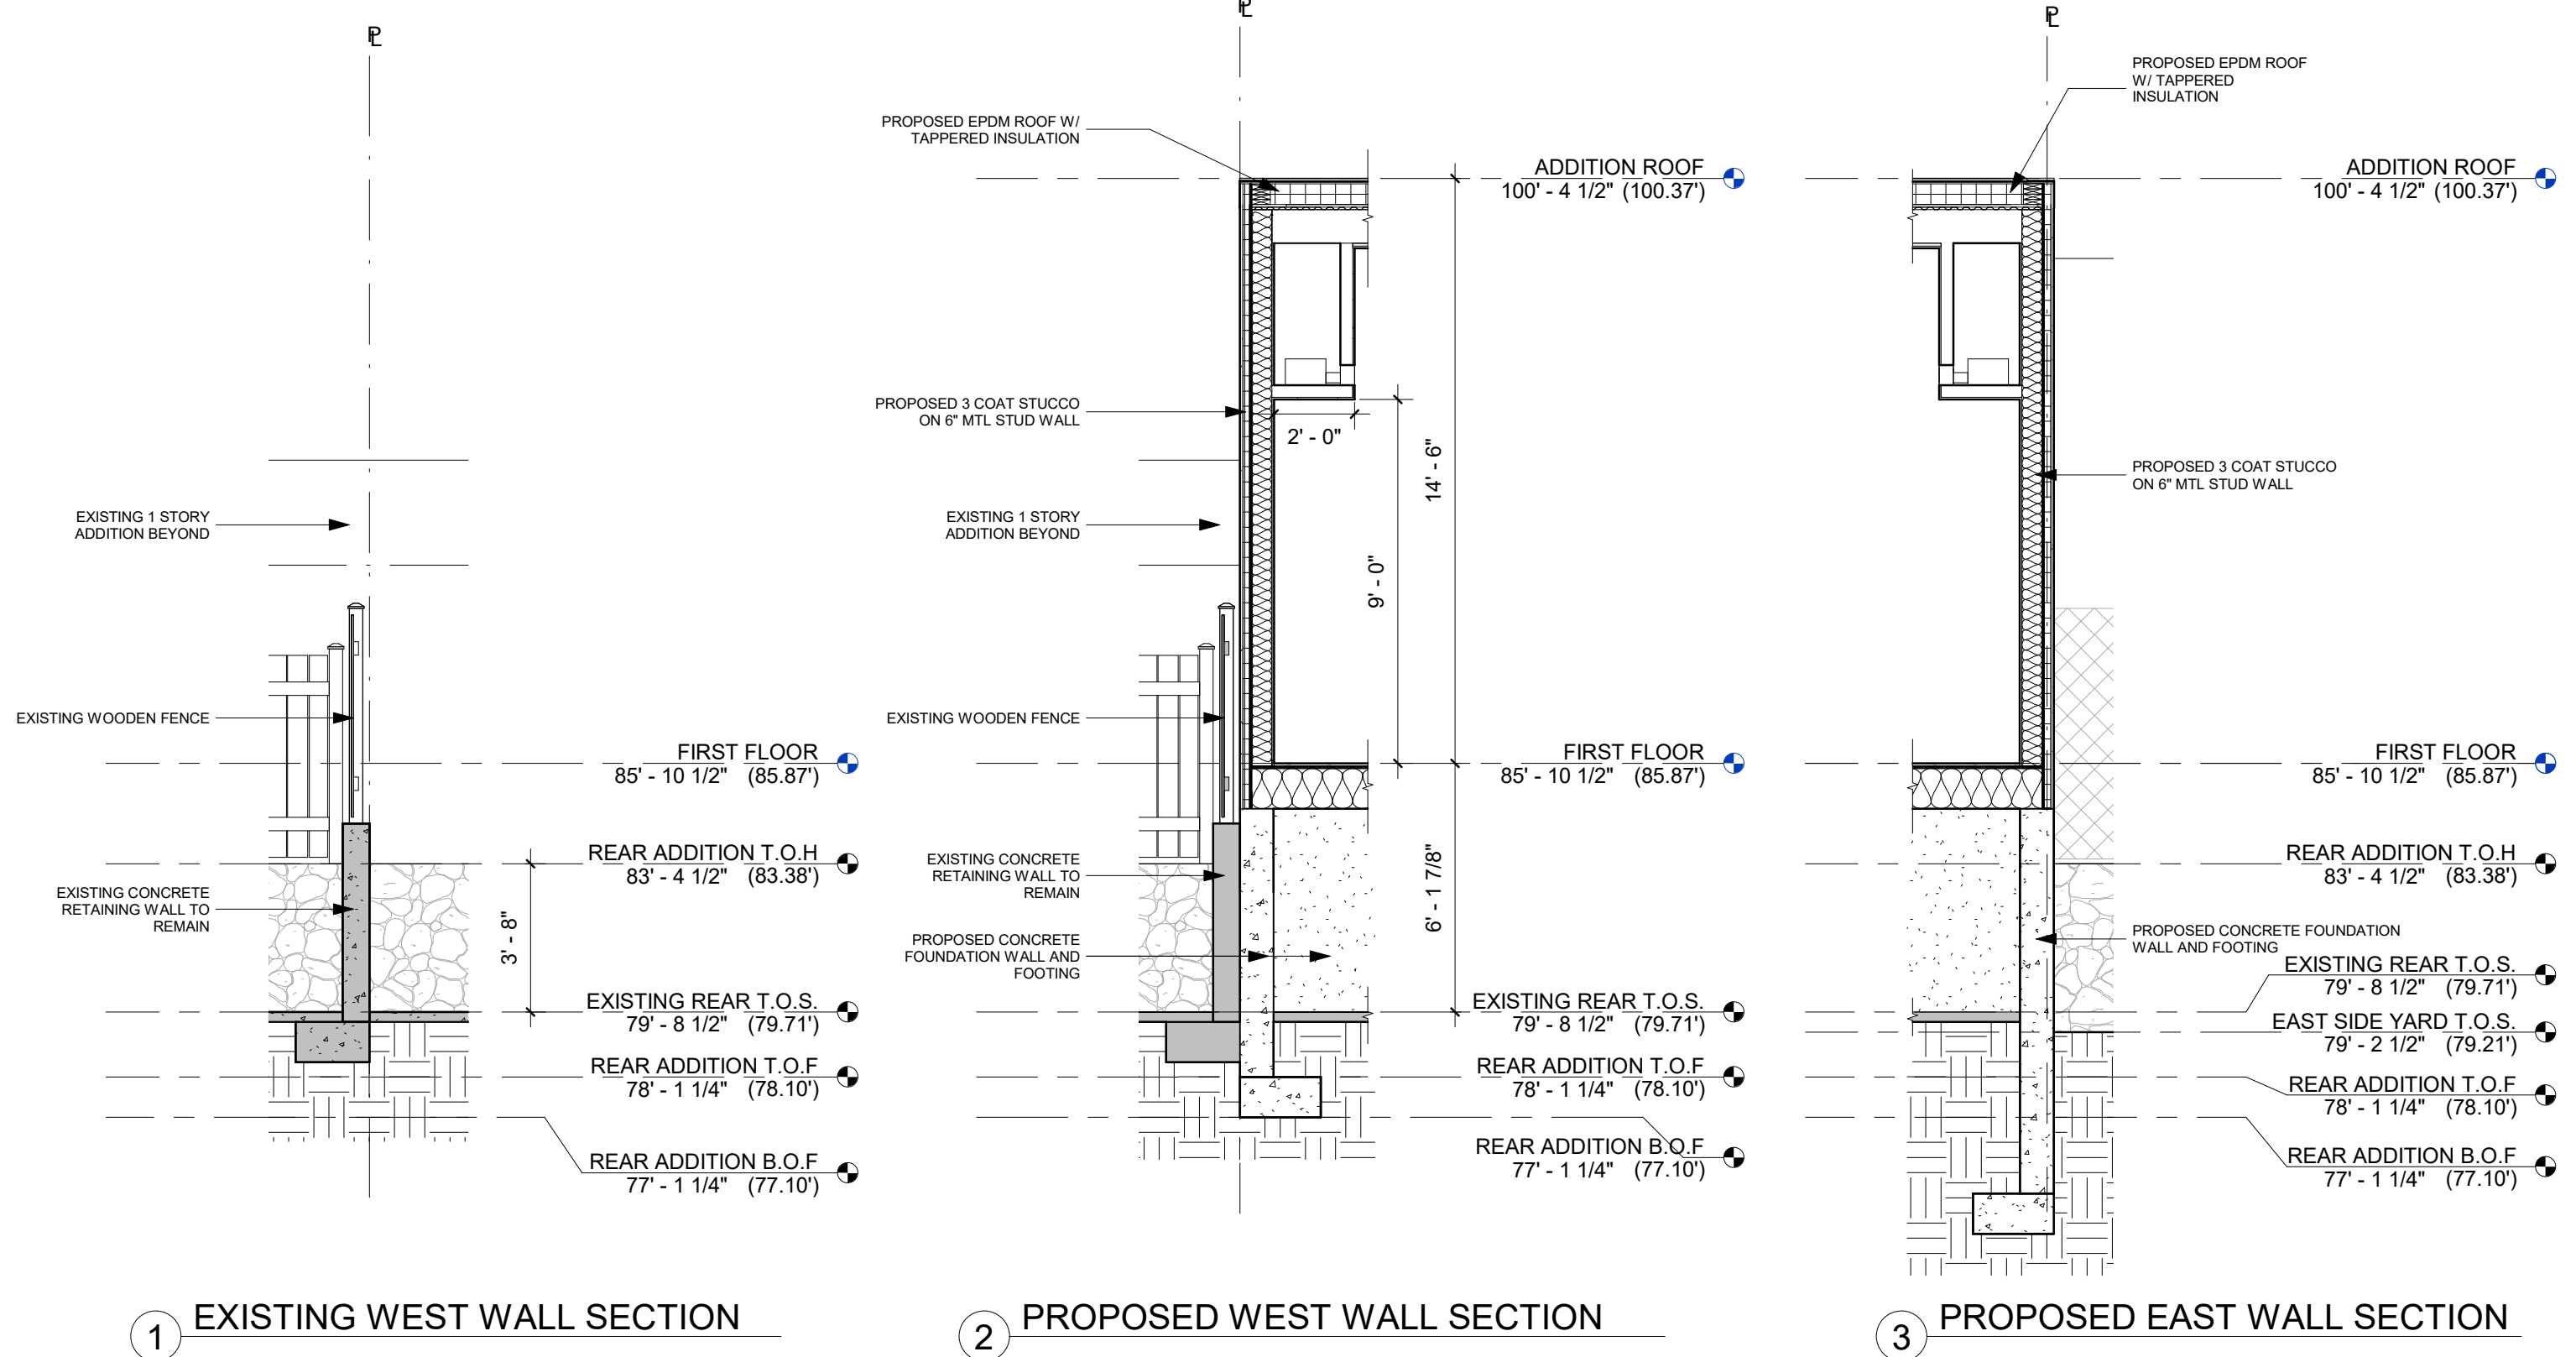 PL
EXISTING 1 STORY
ADDITION BEYOND
EXISTING WOODEN FENCE
FIRST FLOOR
85' - 10 1/2" (85.87')
REAR ADDITION T.O.H
83' - 4 1/2" (83.38')
EXISTING CONCRETE
RETAINING WALL TO
REMAIN
3' - 8"
EXISTING REAR T.O.S.
79' - 8 1/2" (79.71')
REAR ADDITION T.O.F
78' - 1 1/4" (78.10')
REAR ADDITION B.O.F
77' - 1 1/4" (77.10')
1 EXISTING WEST WALL SECTION
PL
PROPOSED EPDM ROOF W/
TAPPERED INSULATION
ADDITION ROOF
100' - 4 1/2" (100.37')
PROPOSED 3 COAT STUCCO
ON 6" MTL STUD WALL
2' - 0"
14' - 6"
EXISTING 1 STORY
ADDITION BEYOND
9' - 0"
EXISTING WOODEN FENCE
FIRST FLOOR
85' - 10 1/2" (85.87')
EXISTING CONCRETE
RETAINING WALL TO
REMAIN
6' - 1 7/8"
PROPOSED CONCRETE
FOUNDATION WALL AND
FOOTING
EXISTING REAR T.O.S.
79' - 8 1/2" (79.71')
REAR ADDITION T.O.F
78' - 1 1/4" (78.10')
REAR ADDITION B.O.F
77' - 1 1/4" (77.10')
2 PROPOSED WEST WALL SECTION
PL
PROPOSED EPDM ROOF
W/ TAPPERED
INSULATION
ADDITION ROOF
100' - 4 1/2" (100.37')
PROPOSED 3 COAT STUCCO
ON 6" MTL STUD WALL
FIRST FLOOR
85' - 10 1/2" (85.87')
REAR ADDITION T.O.H
83' - 4 1/2" (83.38')
PROPOSED CONCRETE FOUNDATION
WALL AND FOOTING
EXISTING REAR T.O.S.
79' - 8 1/2" (79.71')
EAST SIDE YARD T.O.S.
79' - 2 1/2" (79.21')
REAR ADDITION T.O.F
78' - 1 1/4" (78.10')
REAR ADDITION B.O.F
77' - 1 1/4" (77.10')
3 PROPOSED EAST WALL SECTION